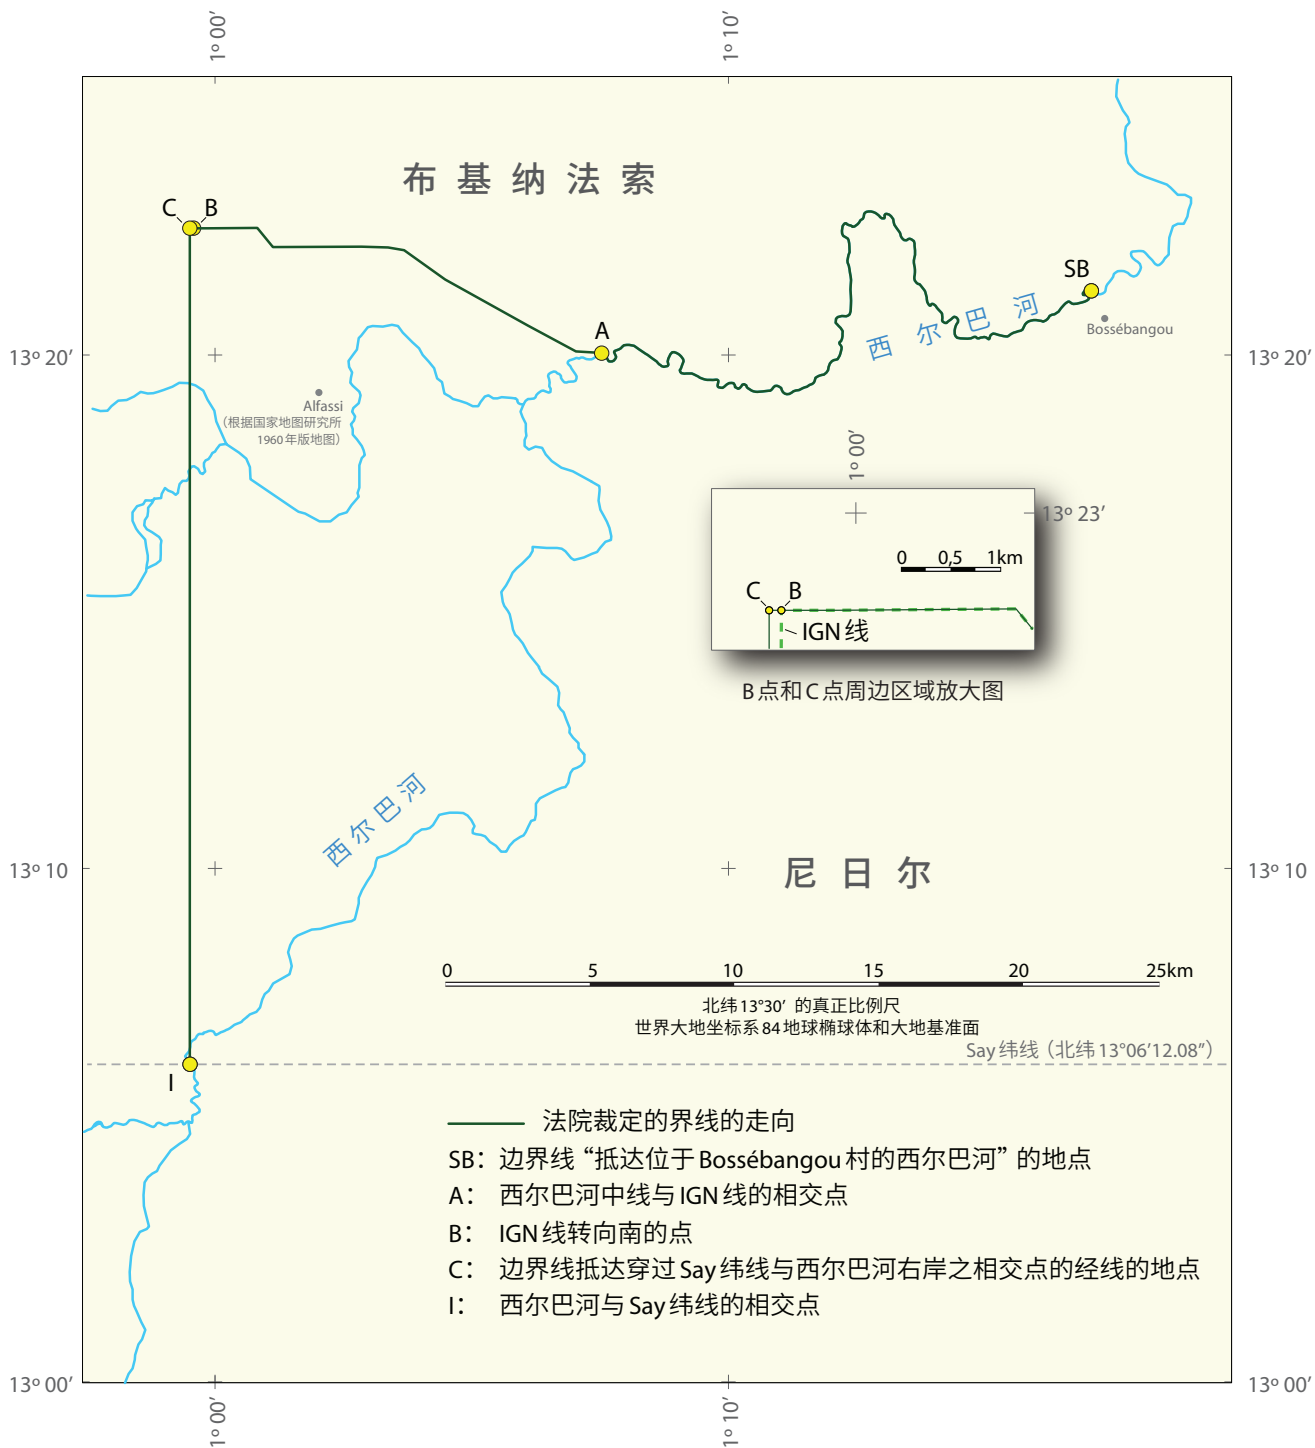 1° 00′
1° 10′
布基纳法索
C
B
SB
Bossébangou
西尔巴河
A
13° 20′
13° 20′
Alfassi
（根据国家地图研究所
1960年版地图）
1° 00′
13° 23′
0 0,5 1km
C
B
IGN线
B点和C点周边区域放大图
西尔巴河
13° 10
尼日尔
13° 10
0 5 10 15 20 25km
北纬13°30′的真正比例尺
世界大地坐标系84地球椭球体和大地基准面
Say纬线（北纬13°06′12.08″）
I
法院裁定的界线的走向
SB：边界线“抵达位于Bossébangou村的西尔巴河”的地点
A：西尔巴河中线与IGN线的相交点
B：IGN线转向南的点
C：边界线抵达穿过Say纬线与西尔巴河右岸之相交点的经线的地点
I：西尔巴河与Say纬线的相交点
13° 00′
13° 00′
1° 00′
1° 10′